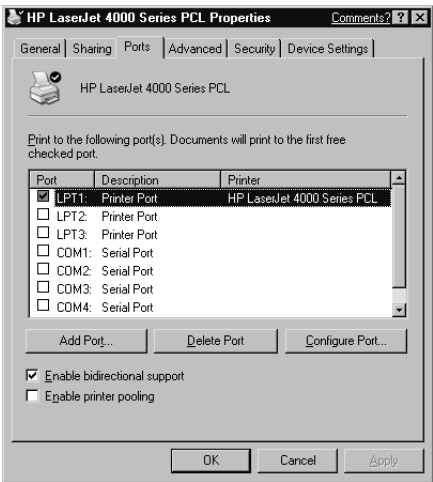 HP LaserJet 4000 Series PCL Properties Comments? ? ×
General Sharing Ports Advanced Security Device Settings
HP LaserJet 4000 Series PCL
Print to the following port(s). Documents will print to the first free
checked port.
Port Description Printer
LPT1: Printer Port HP LaserJet 4000 Series PCL
LPT2: Printer Port
LPT3: Printer Port
COM1: Serial Port
COM2: Serial Port
COM3: Serial Port
COM4: Serial Port
Add Port... Delete Port Configure Port...
Enable bidirectional support
Enable printer pooling
OK Cancel Apply